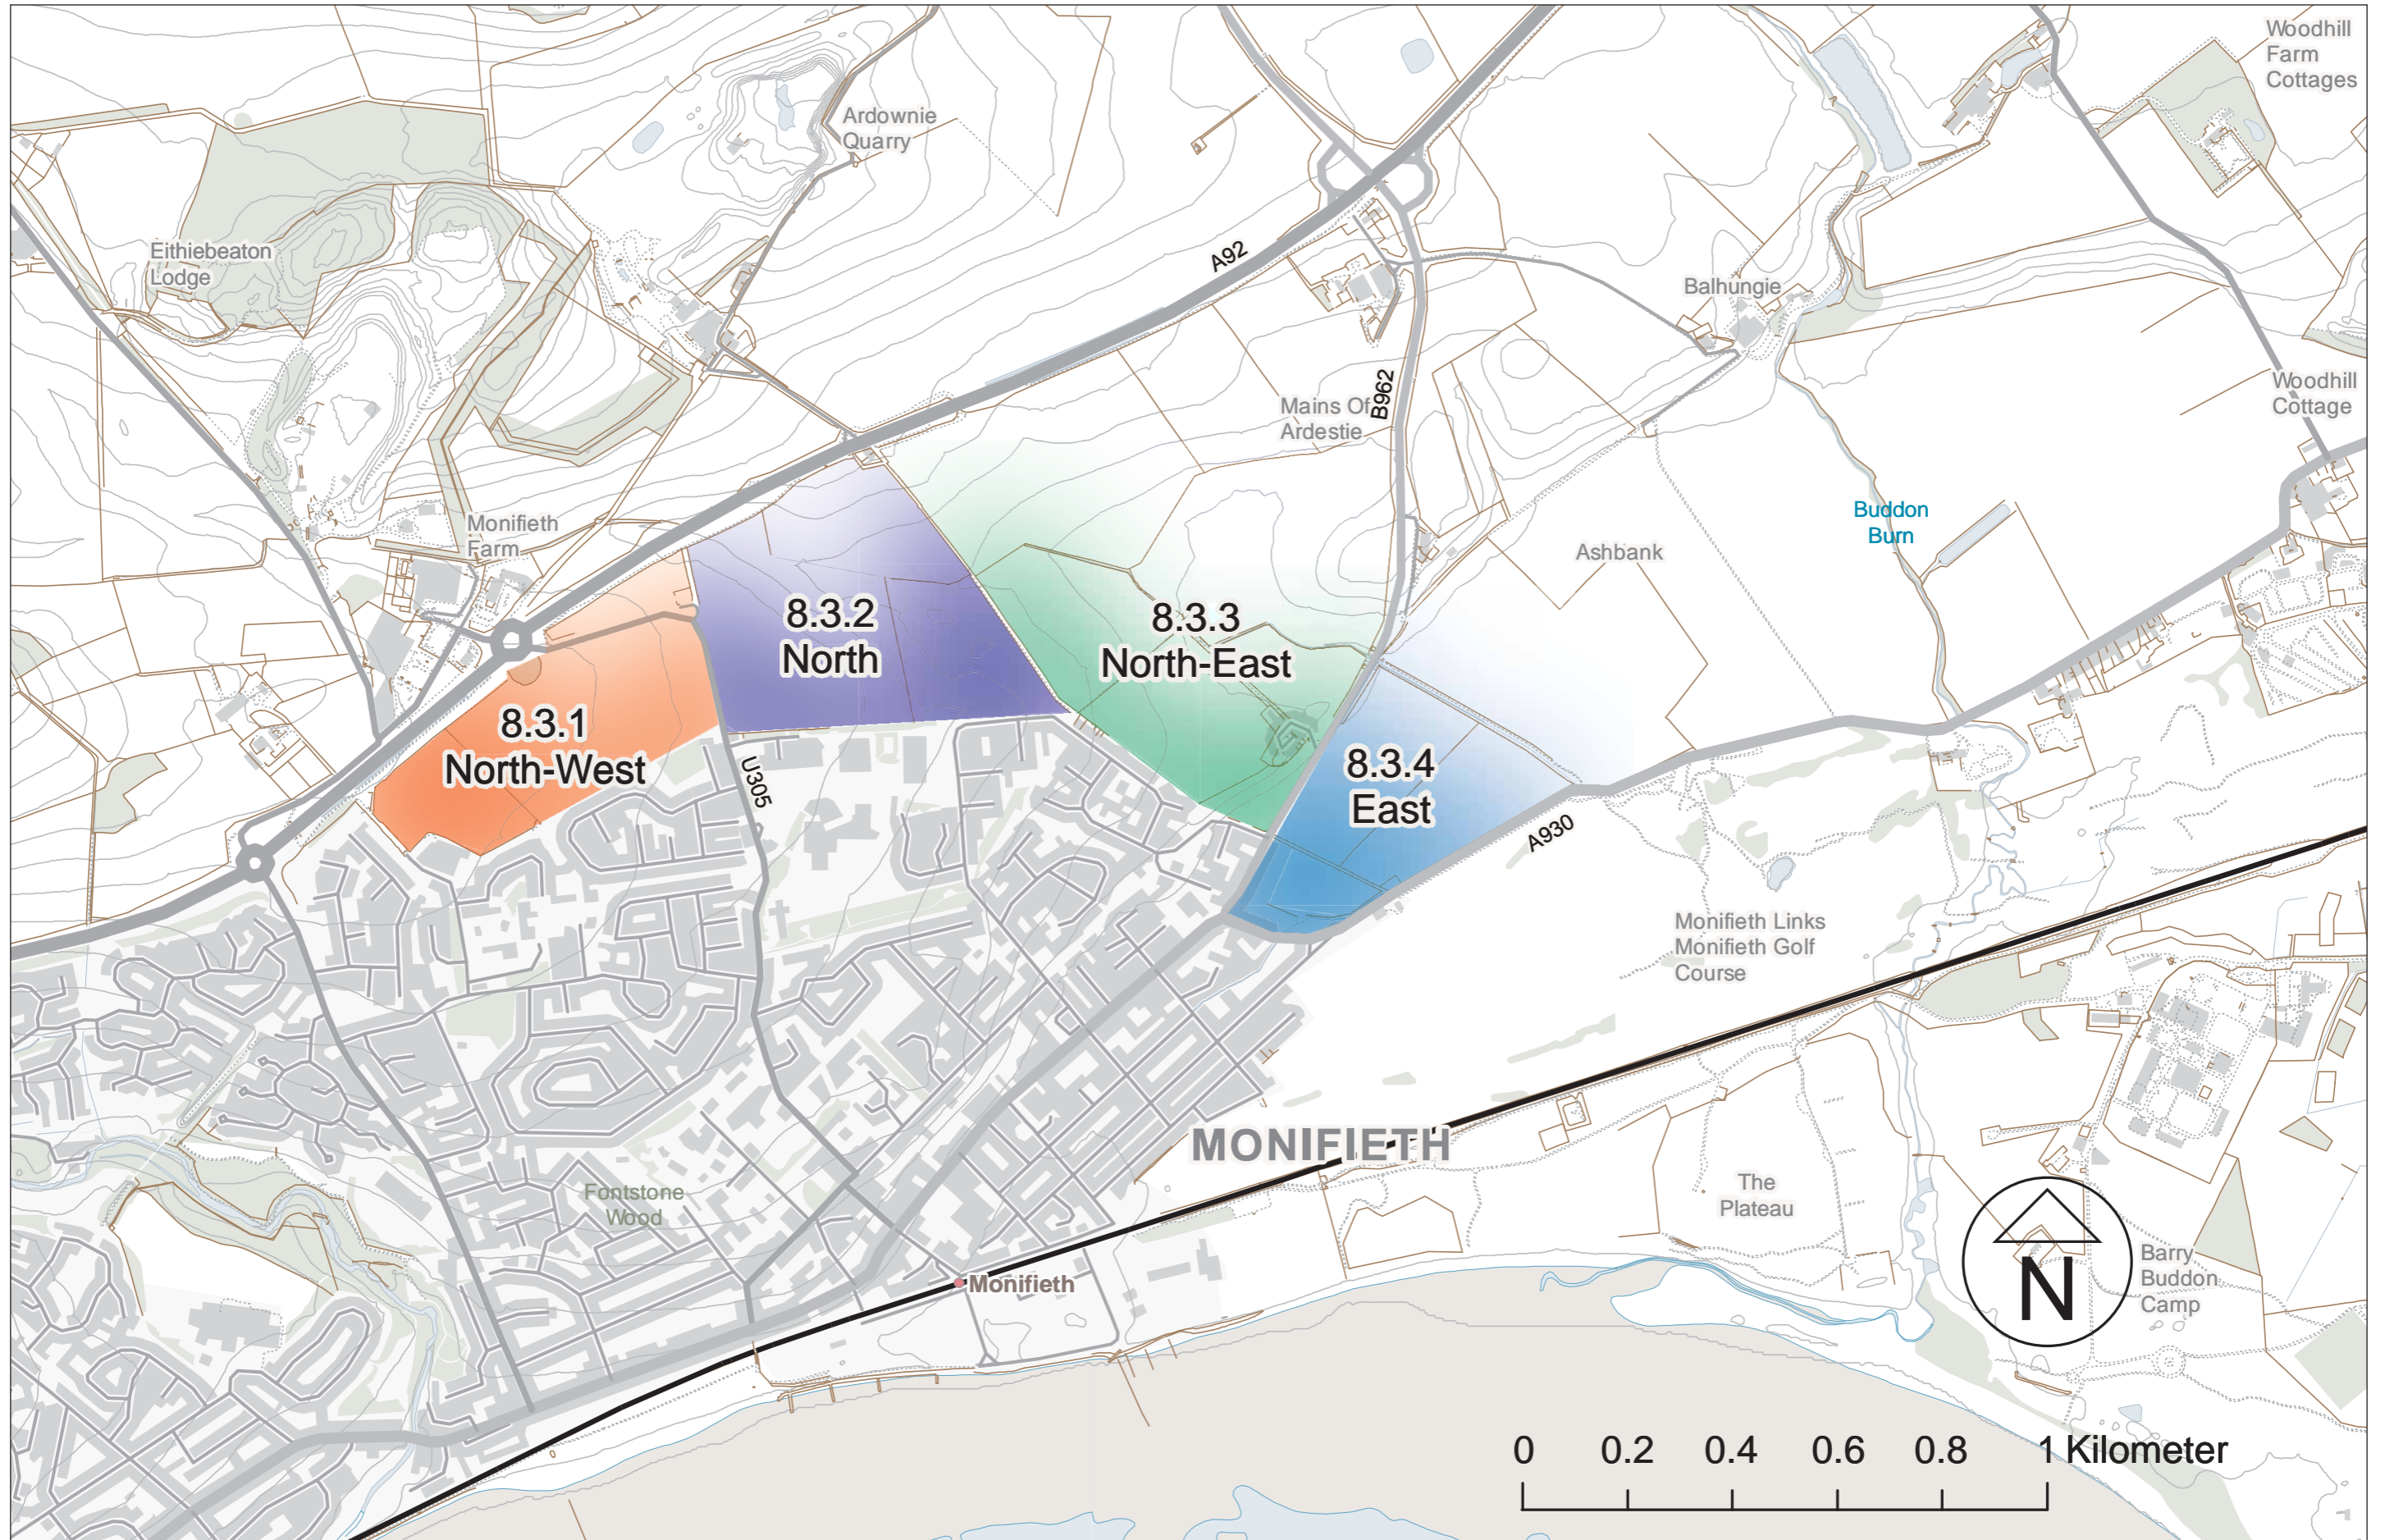 Woodhill
Farm
Cottages
Ardownie
Quarry
Eithiebeaton
Lodge
A92
Balhungie
B962
Mains Of
Ardestie
Woodhill
Cottage
Monifieth
Farm
Buddon
Burn
Ashbank
8.3.2
North
8.3.3
North-East
8.3.1
North-West
8.3.4
East
U305
A930
Monifieth Links
Monifieth Golf
Course
MONIFIETH
The
Plateau
Fontstone
Wood
Monifieth
N
Barry
Buddon
Camp
0 0.2 0.4 0.6 0.8 1 Kilometer